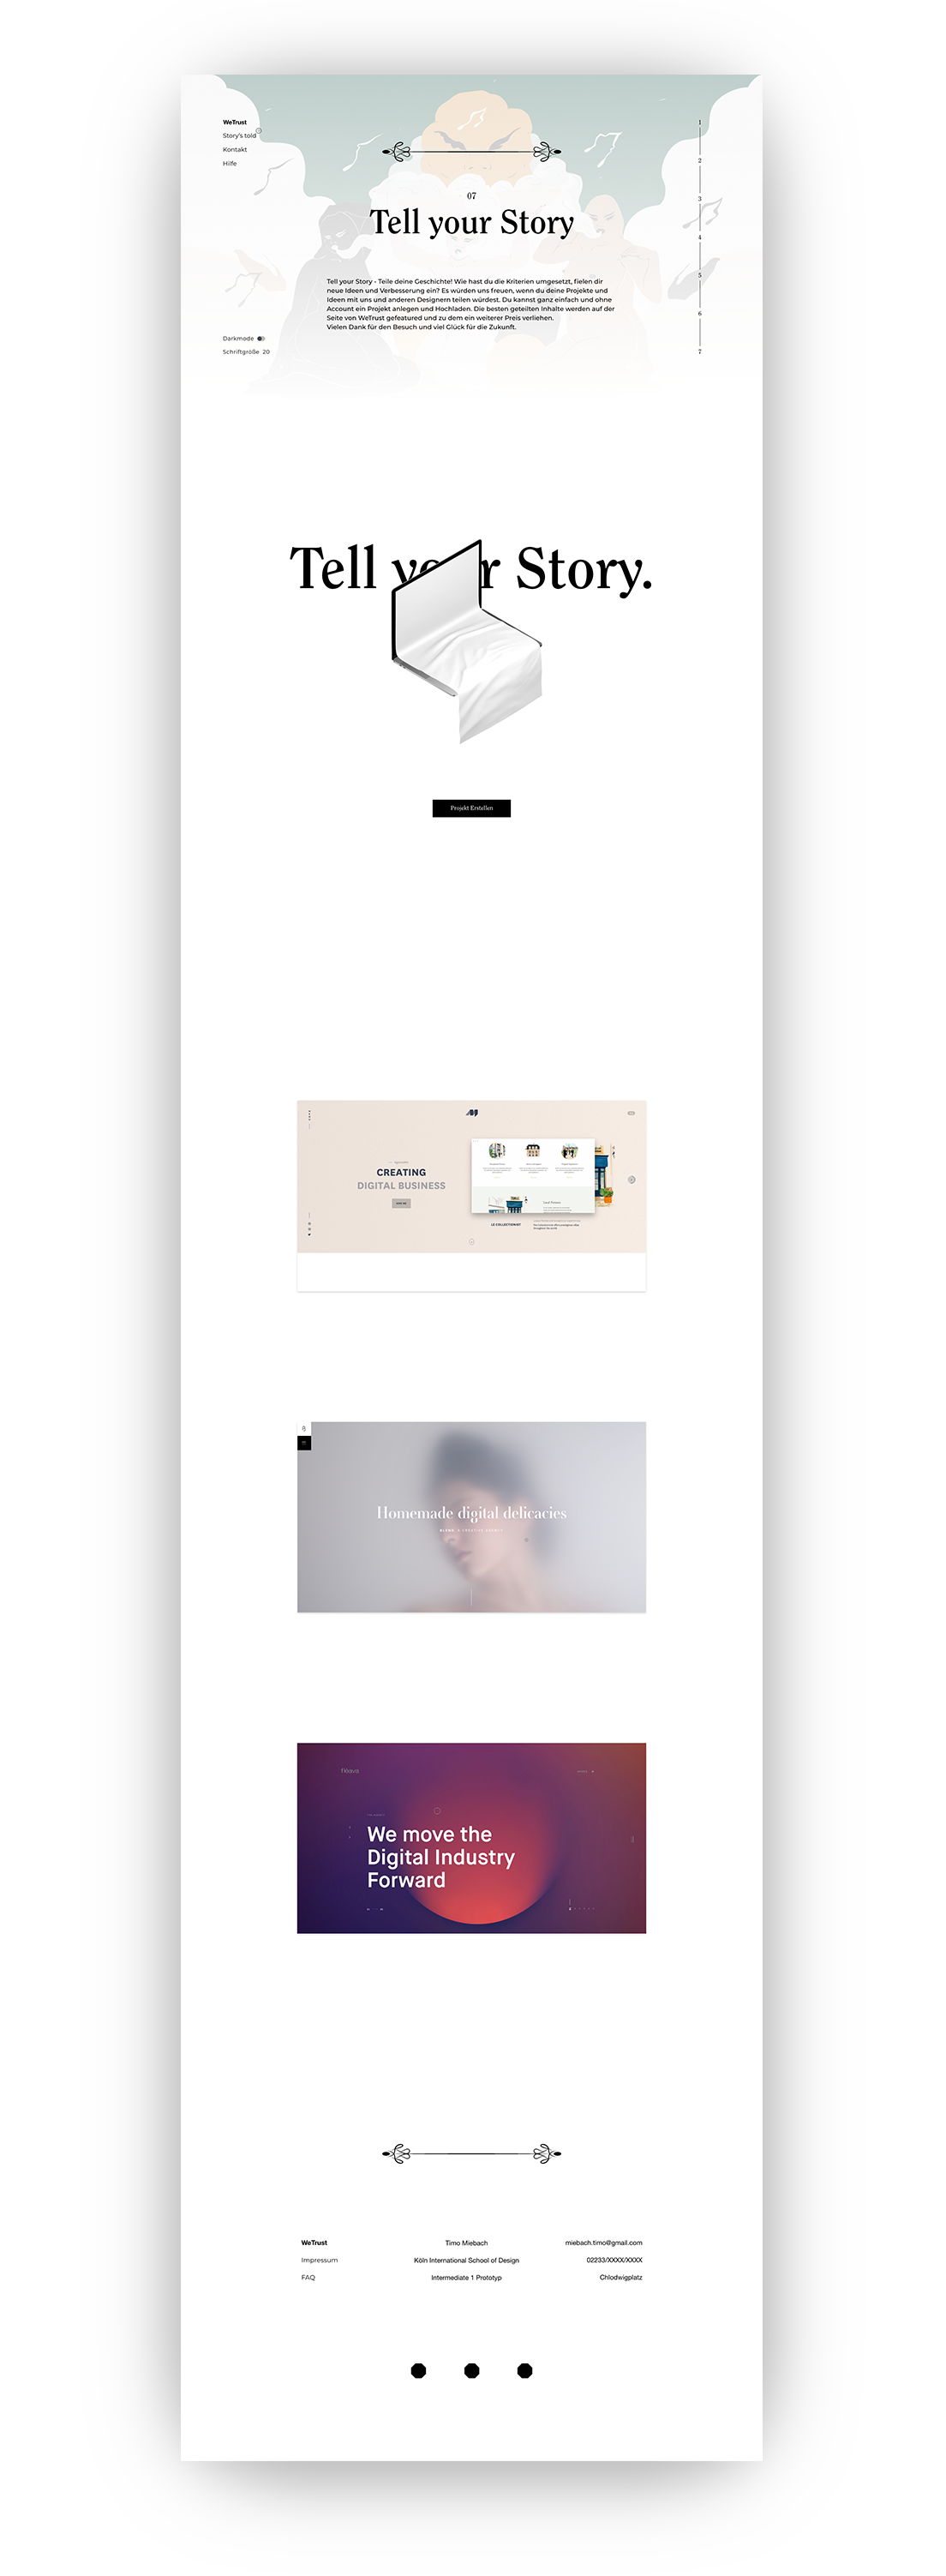 WeTrust
Story's told
Kontakt
Hilfe
1
2
3
4
5
6
7
07
Tell your Story
Tell your Story - Teile deine Geschichte! Wie hast du die Kriterien umgesetzt, fielen dir
neue Ideen und Verbesserung ein? Es würden uns freuen, wenn du deine Projekte und
Ideen mit uns und anderen Designern teilen würdest. Du kannst ganz einfach und ohne
Account ein Projekt anlegen und Hochladen. Die besten geteilten Inhalte werden auf der
Seite von WeTrust gefeatured und zu dem ein weiterer Preis verliehen.
Vielen Dank für den Besuch und viel Glück für die Zukunft.
Darkmode
Schriftgröße 20
Tell your Story.
Projekt Erstellen
CREATING
DIGITAL BUSINESS
LE COLLECTIONIST
Homemade digital delicacies
We move the
Digital Industry
Forward
WeTrust
Timo Miebach
miebach.timo@gmail.com
Impressum
Köln International School of Design
02233/XXXX/XXXX
FAQ
Intermediate 1 Prototyp
Chlodwigplatz